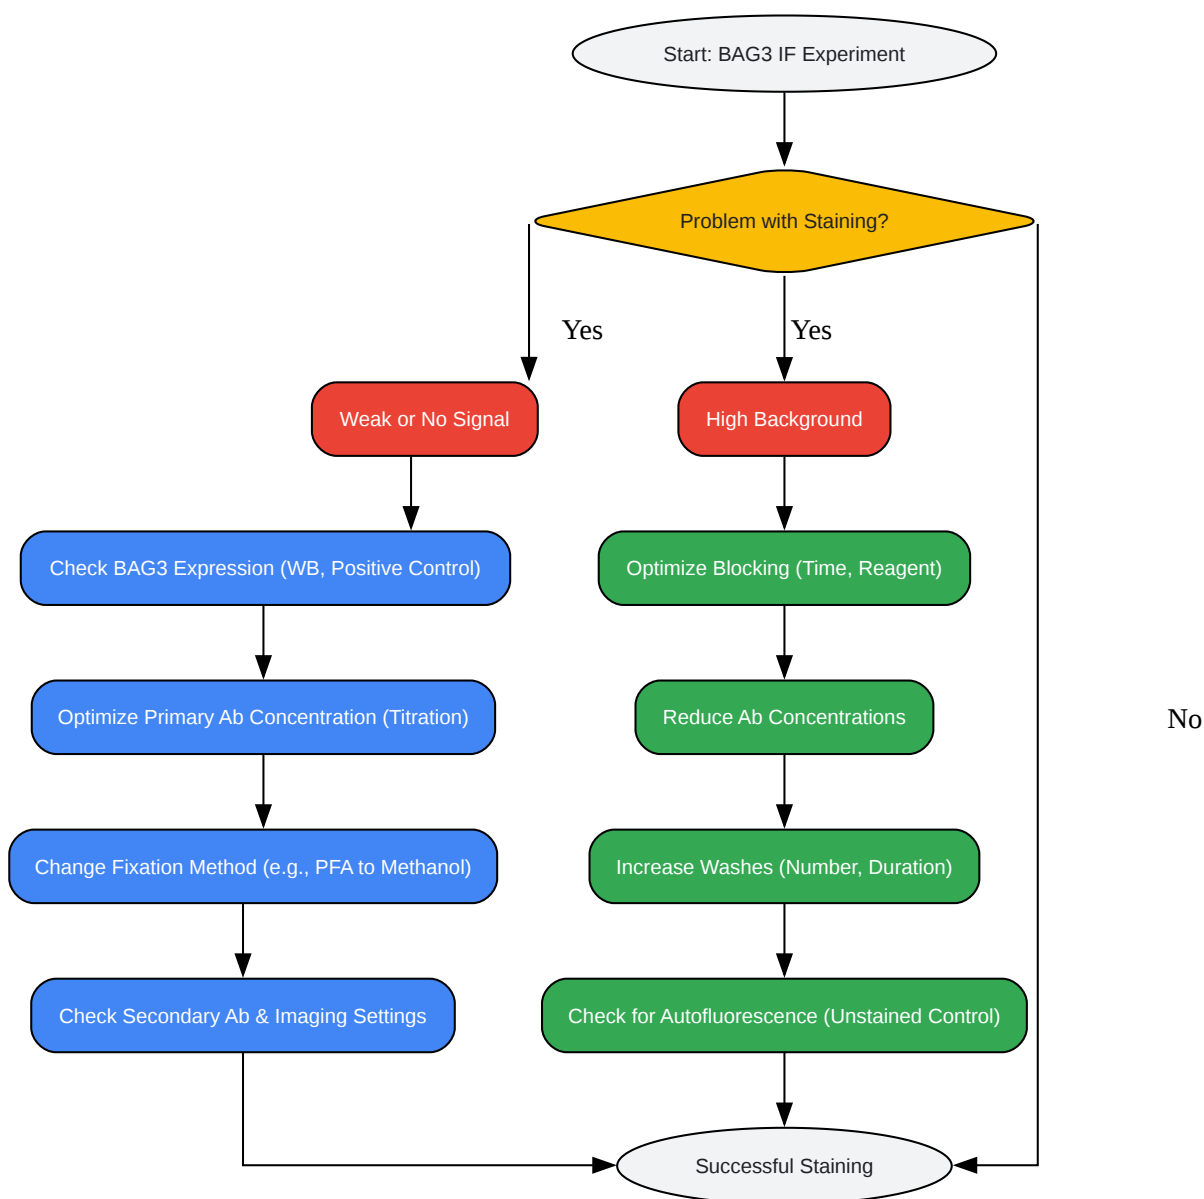 Start: BAG3 IF Experiment
Problem with Staining?
Yes
Yes
Weak or No Signal
High Background
Check BAG3 Expression (WB, Positive Control)
Optimize Blocking (Time, Reagent)
Optimize Primary Ab Concentration (Titration)
Reduce Ab Concentrations
No
Change Fixation Method (e.g., PFA to Methanol)
Increase Washes (Number, Duration)
Check Secondary Ab & Imaging Settings
Check for Autofluorescence (Unstained Control)
Successful Staining